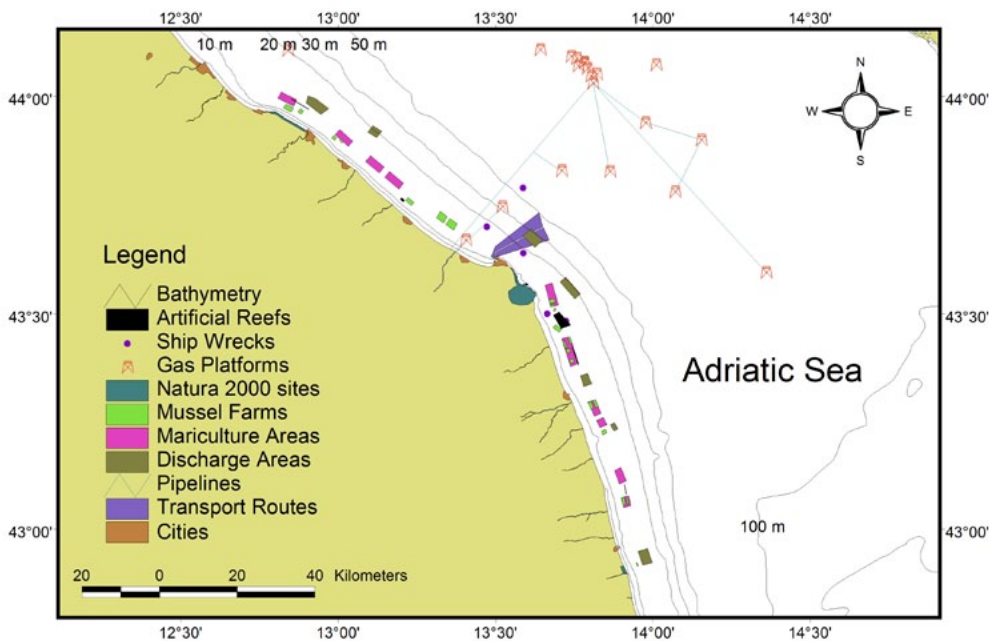 12°30' 13°00' 13°30' 14°00' 14°30'
10 m 20 m 30 m 50 m
44°00' 44°00'
N
W E
S
43°30' 43°30'
Adriatic Sea
Legend
Bathymetry
Artificial Reefs
Ship Wrecks
Gas Platforms
Natura 2000 sites
Mussel Farms
Mariculture Areas
Discharge Areas
Pipelines
Transport Routes
Cities
100 m
43°00' 43°00'
20 0 20 40 Kilometers
12°30' 13°00' 13°30' 14°00' 14°30'